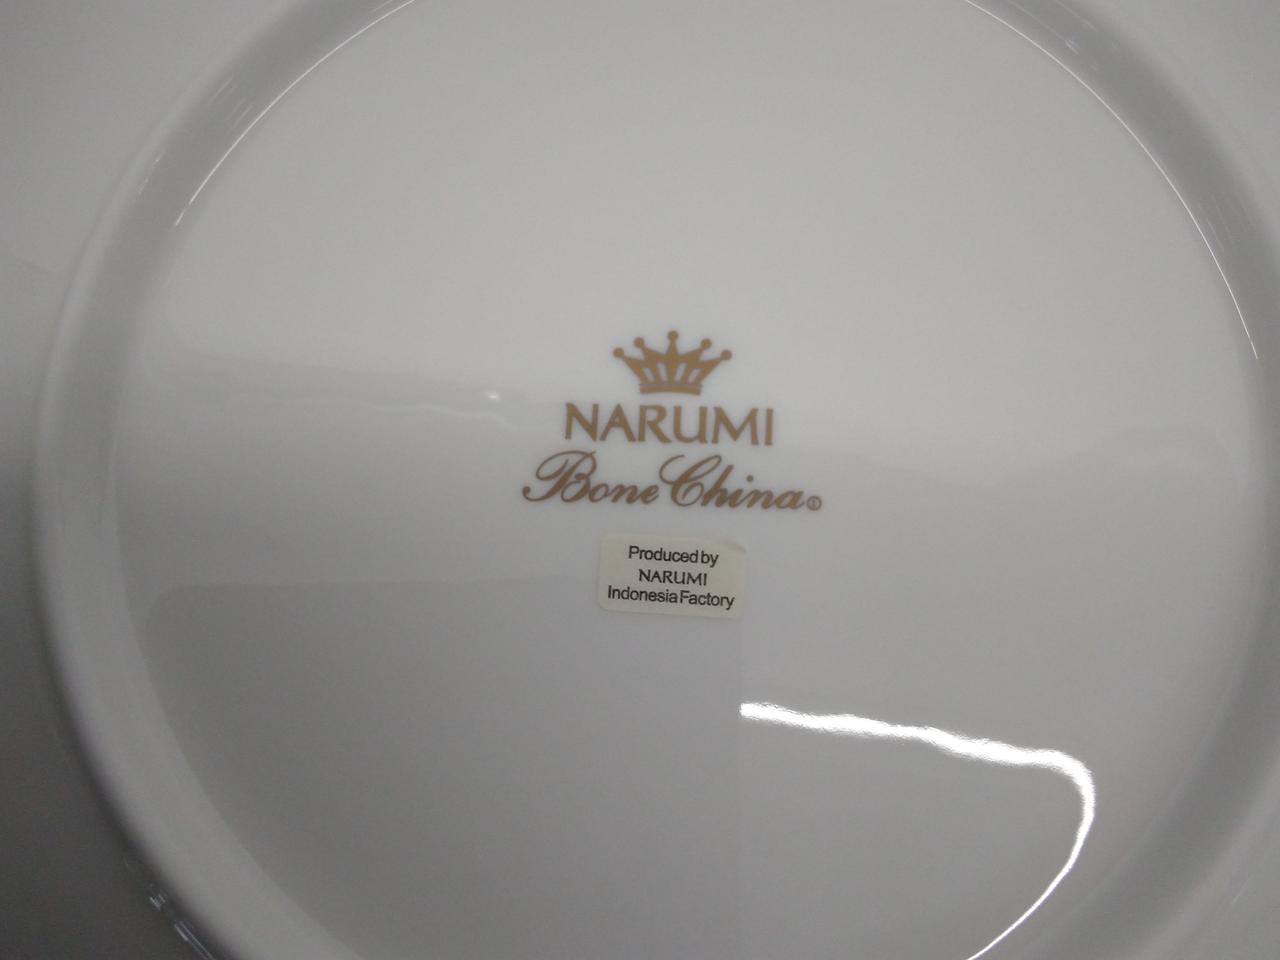 NARUMI
Bone China®
Produced by
NARUMI
Indonesia Factory